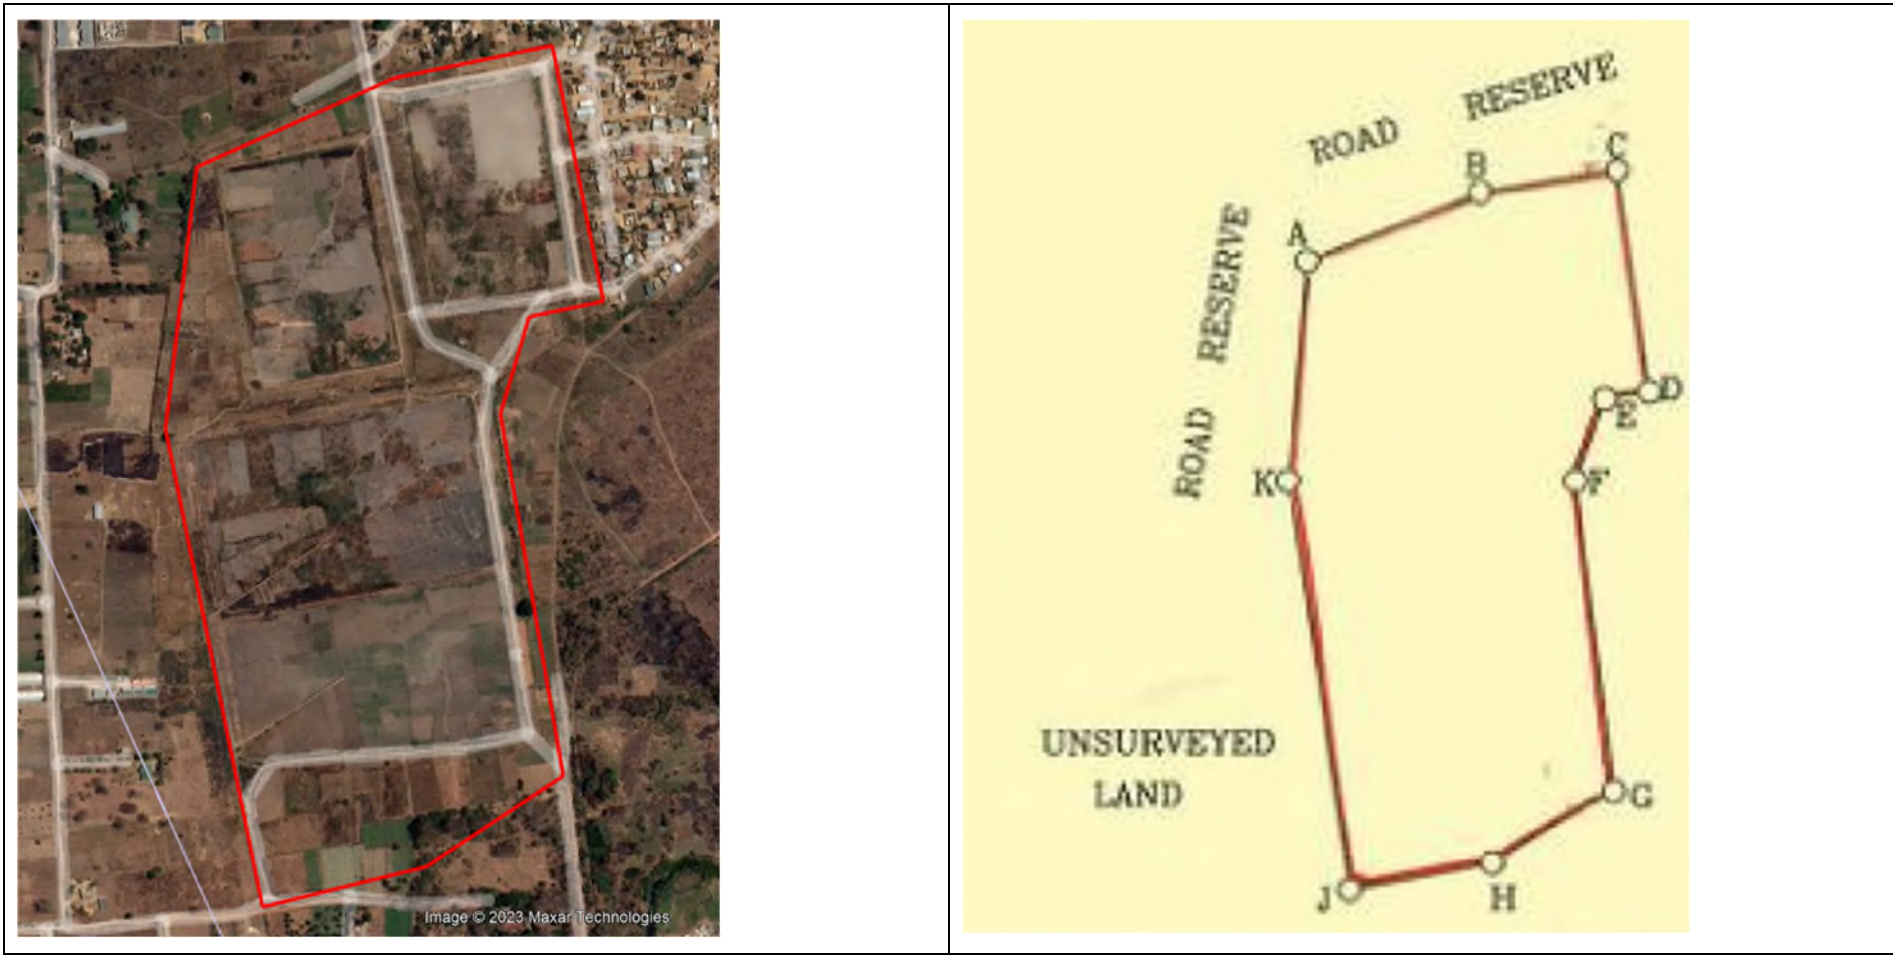 Image © 2023 Maxar Technologies
ROAD RESERVE
ROAD RESERVE
A
B
C
D
E
F
G
H
J
K
UNSURVEYED
LAND